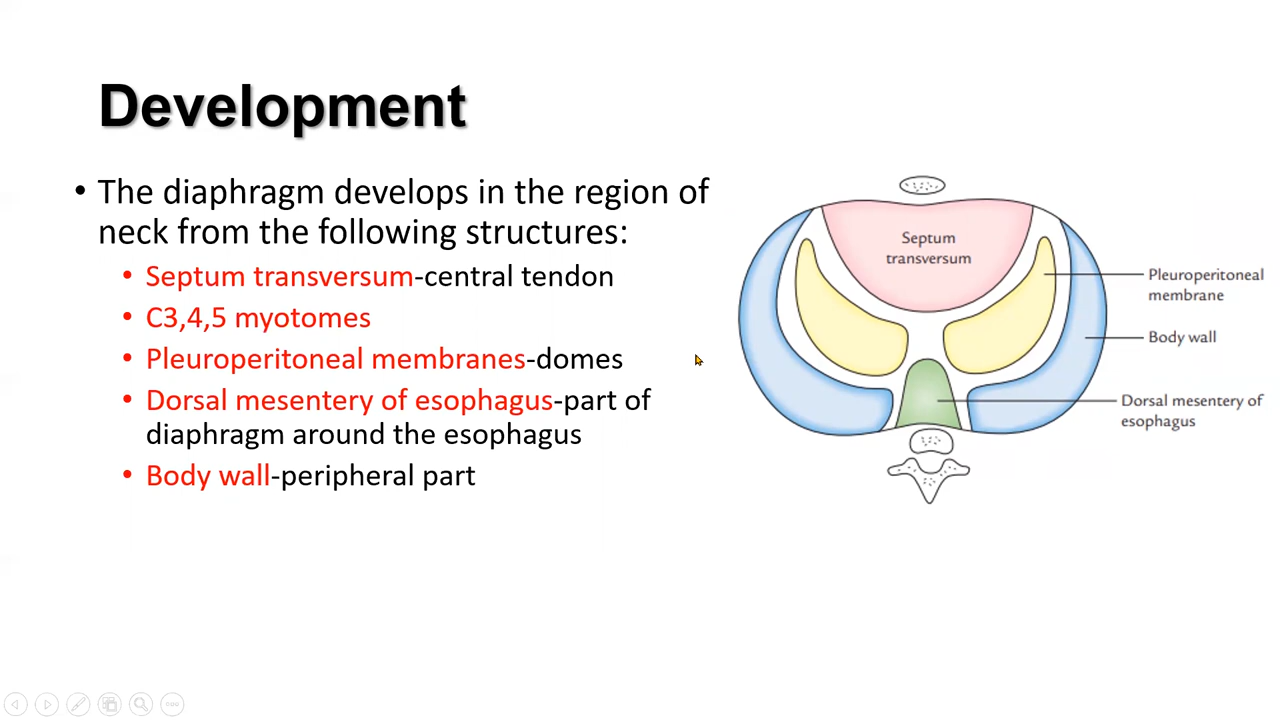 Development
• The diaphragm develops in the region of
neck from the following structures:
• Septum transversum-central tendon
• C3,4,5 myotomes
• Pleuroperitoneal membranes-domes
• Dorsal mesentery of esophagus-part of
diaphragm around the esophagus
• Body wall-peripheral part
Septum
transversum
Pleuroperitoneal
membrane
Body wall
Dorsal mesentery of
esophagus